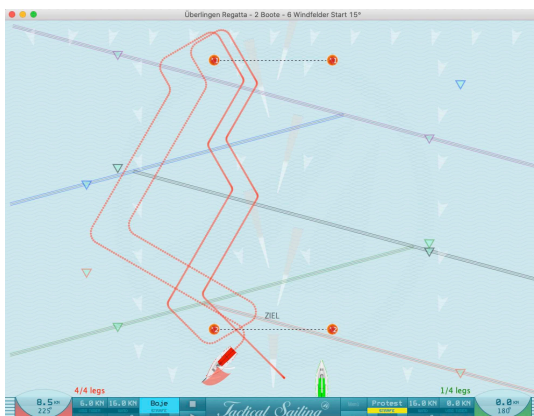 Überlingen Regatta - 2 Boote - 6 Windfelder Start 15°
ZIEL
4/4 legs
1/4 legs
8.5 KN
225°
6.0 KN 16.0 KN
Boje
Tactical Sailing
Protest
16.0 KN 0.0 KN
0.0 KN
180°